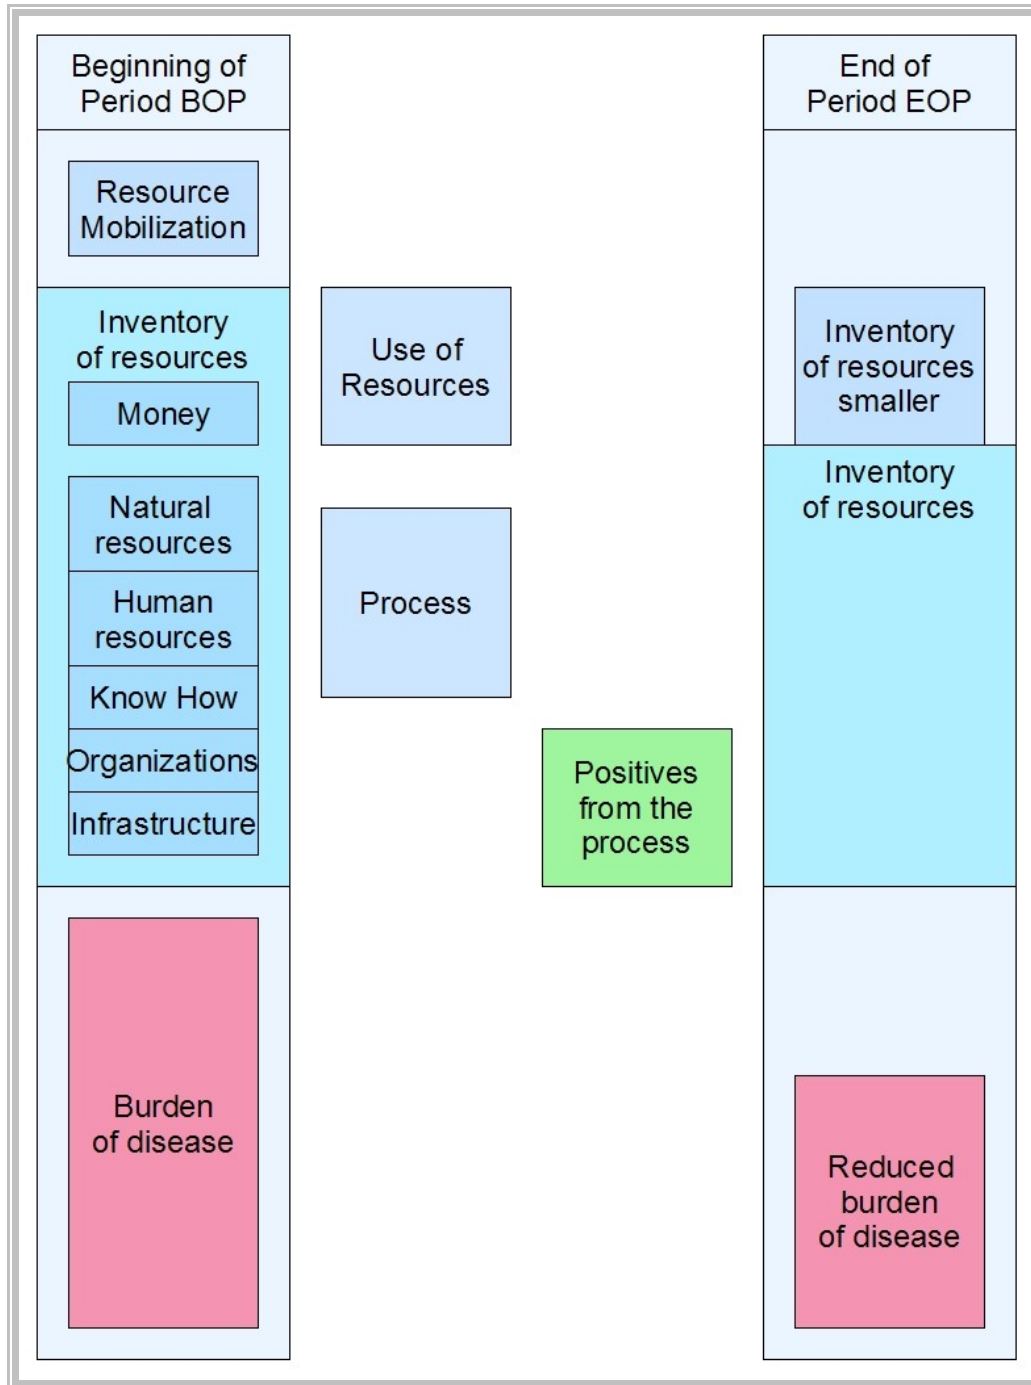 Beginning of
Period BOP
Resource
Mobilization
Inventory
of resources
Money
Natural
resources
Human
resources
Know How
Organizations
Infrastructure
Burden
of disease
Use of
Resources
Process
Positives
from the
process
End of
Period EOP
Inventory
of resources
smaller
Inventory
of resources
Reduced
burden
of disease